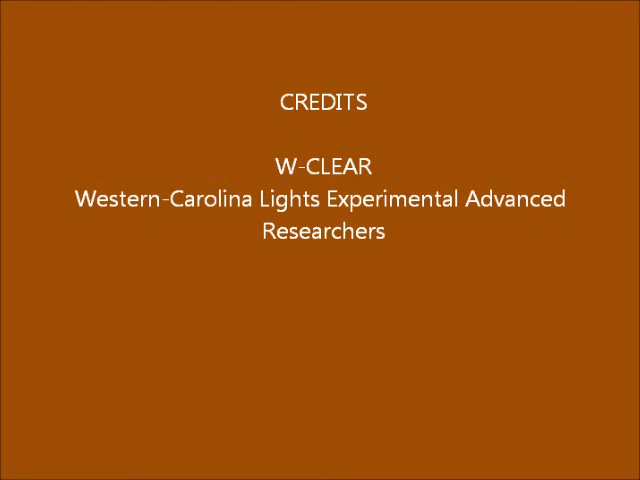 CREDITS
W-CLEAR
Western-Carolina Lights Experimental Advanced
Researchers